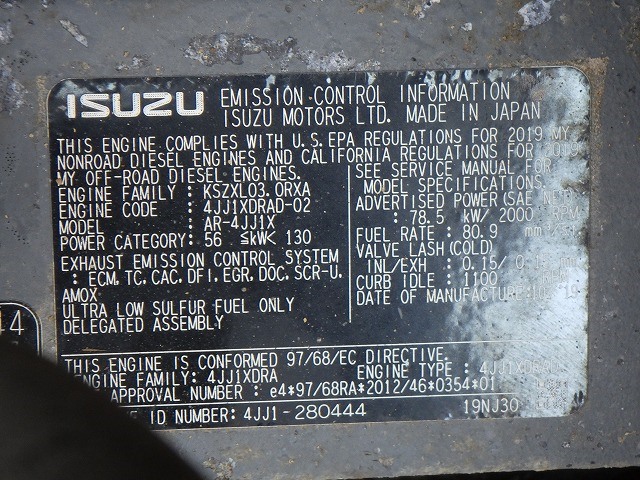 ISUZU EMISSION CONTROL INFORMATION
ISUZU MOTORS LTD. MADE IN JAPAN
THIS ENGINE COMPLIES WITH U.S.EPA REGULATIONS FOR 2019 MY
NONROAD DIESEL ENGINES AND CALIFORNIA REGULATIONS FOR 2019
MY OFF-ROAD DIESEL ENGINES.
ENGINE FAMILY : KSZXL03.0RXA
ENGINE CODE : 4JJ1XDRAD-02
MODEL : AR-4JJ1X
POWER CATEGORY: 56 ≤kW< 130
EXHAUST EMISSION CONTROL SYSTEM
: ECM,TC,CAC,DFI,EGR,DOC,SCR-U,
AMOX
ULTRA LOW SULFUR FUEL ONLY
DELEGATED ASSEMBLY
SEE SERVICE MANUAL FOR
MODEL SPECIFICATIONS.
ADVERTISED POWER(SAE NET)
: 78.5 kW/ 2000 RPM
FUEL RATE : 80.9
VALVE LASH(COLD)
INL/EXH : 0.15/
CURB IDLE : 1100
DATE OF MANUFACTURE:
44
THIS ENGINE IS CONFORMED 97/68/EC DIRECTIVE.
ENGINE FAMILY: 4JJ1XDRA ENGINE TYPE :
APPROVAL NUMBER : e4*97/68RA*2012/46*0354*01
ID NUMBER: 4JJ1-280444 19NJ30